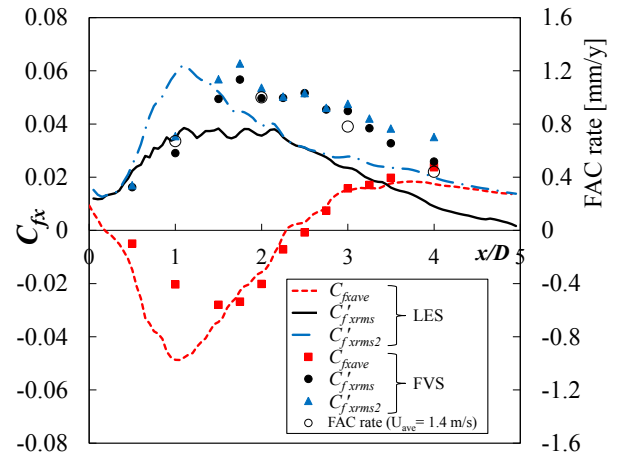 0.08
0.06
0.04
0.02
0
-0.02
-0.04
-0.06
-0.08
C_fx
0 1 2 3 4 5
x/D
1.6
1.2
0.8
0.4
0
-0.4
-0.8
-1.2
-1.6
FAC rate [mm/y]
C_fxave
C'_fxrms
C'_fxrms2
LES
C_fxave
C'_fxrms
C'_fxrms2
FVS
FAC rate (U_ave= 1.4 m/s)